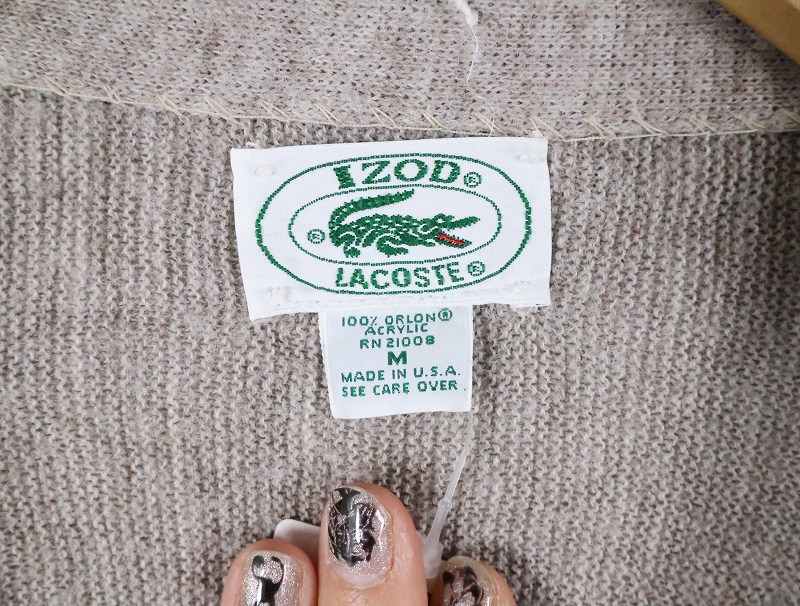 IZOD®
®
LACOSTE®
100% ORLON®
ACRYLIC
RN 21008
M
MADE IN U.S.A.
SEE CARE OVER